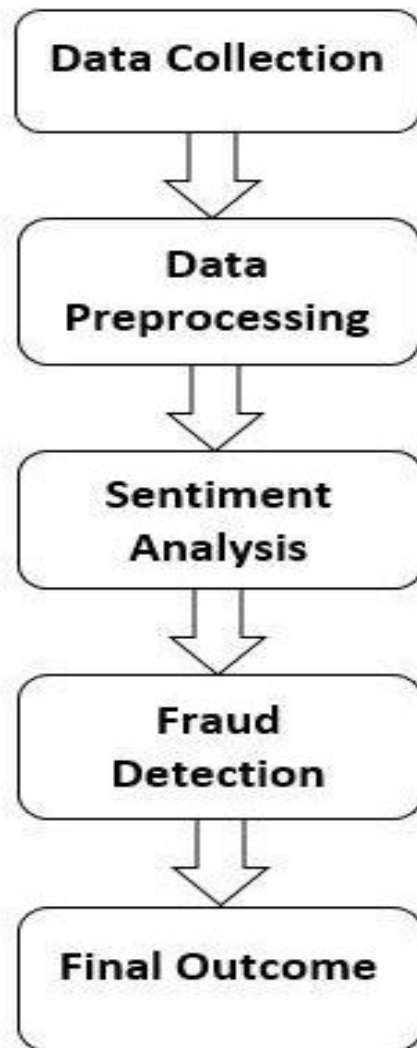 Data Collection
Data
Preprocessing
Sentiment
Analysis
Fraud
Detection
Final Outcome